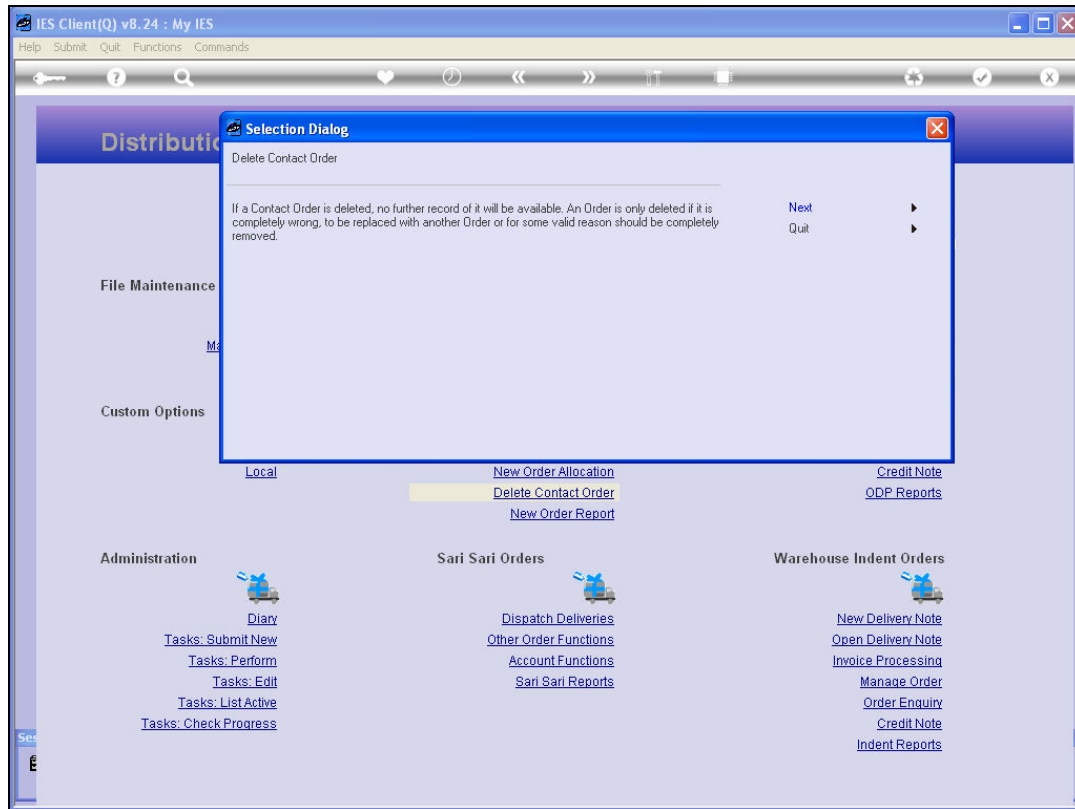 IES Client(Q) v8.24 : My IES
Help Submit Quit Functions Commands
Selection Dialog
Delete Contact Order
If a Contact Order is deleted, no further record of it will be available. An Order is only deleted if it is
completely wrong, to be replaced with another Order or for some valid reason should be completely
removed.
Next
Quit
File Maintenance
Custom Options
Local
New Order Allocation
Credit Note
Delete Contact Order
ODP Reports
New Order Report
Administration
Sari Sari Orders
Warehouse Indent Orders
Diary
Dispatch Deliveries
New Delivery Note
Tasks: Submit New
Other Order Functions
Open Delivery Note
Tasks: Perform
Account Functions
Invoice Processing
Tasks: Edit
Sari Sari Reports
Manage Order
Tasks: List Active
Order Enquiry
Tasks: Check Progress
Credit Note
Indent Reports